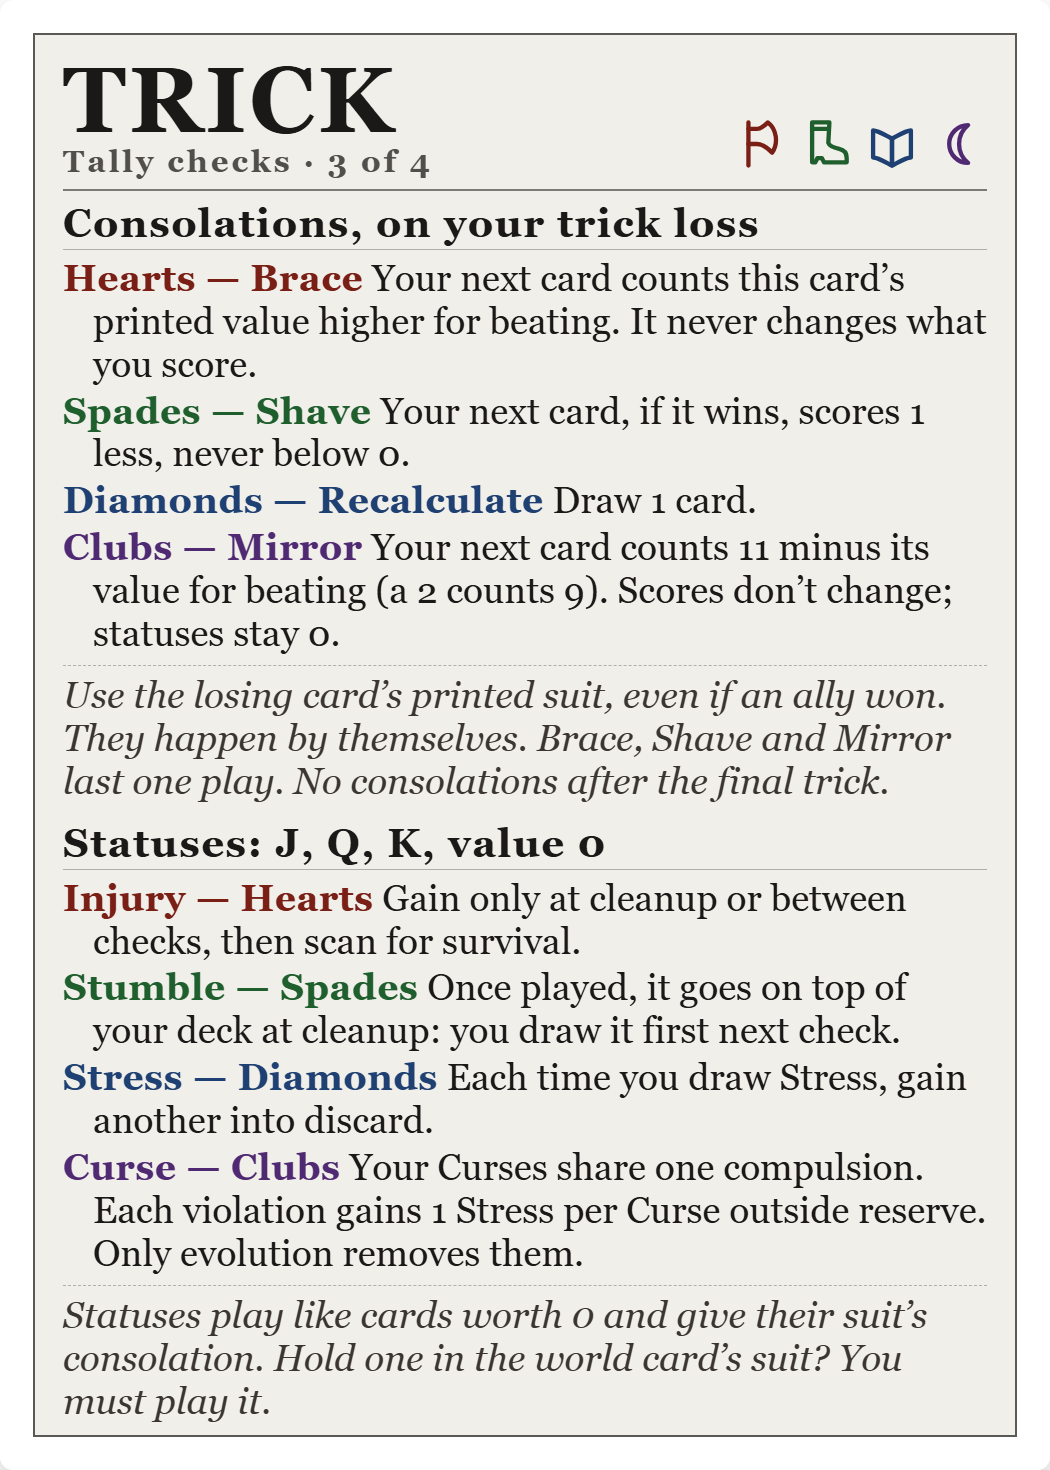 TRICK
Tally checks · 3 of 4
Consolations, on your trick loss
Hearts — Brace Your next card counts this card’s
printed value higher for beating. It never changes what
you score.
Spades — Shave Your next card, if it wins, scores 1
less, never below 0.
Diamonds — Recalculate Draw 1 card.
Clubs — Mirror Your next card counts 11 minus its
value for beating (a 2 counts 9). Scores don’t change;
statuses stay 0.
Use the losing card’s printed suit, even if an ally won.
They happen by themselves. Brace, Shave and Mirror
last one play. No consolations after the final trick.
Statuses: J, Q, K, value 0
Injury — Hearts Gain only at cleanup or between
checks, then scan for survival.
Stumble — Spades Once played, it goes on top of
your deck at cleanup: you draw it first next check.
Stress — Diamonds Each time you draw Stress, gain
another into discard.
Curse — Clubs Your Curses share one compulsion.
Each violation gains 1 Stress per Curse outside reserve.
Only evolution removes them.
Statuses play like cards worth 0 and give their suit’s
consolation. Hold one in the world card’s suit? You
must play it.